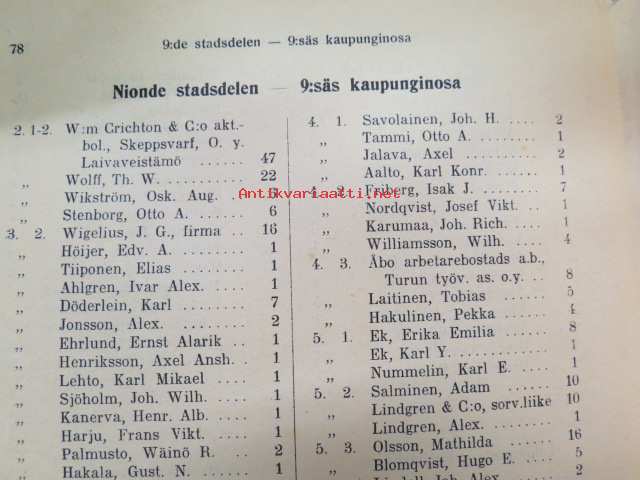 78
9:de stadsdelen — 9:säs kaupunginosa
Nionde stadsdelen — 9:säs kaupunginosa
2. 1-2. W:m Crichton & C:o akt.-
bol., Skeppsvarf, O. y.
Laivaveistämö ...... 47
„ Wolff, Th. W. ........ 22
„ Wikström, Osk. Aug. ..
„ Stenborg, Otto A. .... 6
3. 2. Wigelius, J. G., firma .. 16
„ Höijer, Edv. A. ...... 1
„ Tiiponen, Elias ...... 1
„ Ahlgren, Ivar Alex. .... 1
„ Döderlein, Karl ...... 7
„ Jonsson, Alex. ........ 2
„ Ehrlund, Ernst Alarik .. 1
„ Henriksson, Axel Ansh. .. 1
„ Lehto, Karl Mikael .... 1
„ Sjöholm, Joh. Wilh. .... 1
„ Kanerva, Henr. Alb. .... 1
„ Harju, Frans Vikt. .... 1
„ Palmusto, Wäinö R. .. 2
„ Hakala, Gust. N. ...... 1
4. 1. Savolainen, Joh. H. .... 2
„ Tammi, Otto A. ...... 1
„ Jalava, Axel ........ 2
„ Aalto, Karl Konr. .... 1
4. 2. Friberg, Isak J. ...... 7
„ Nordqvist, Josef Vikt. .. 1
„ Karumaa, Joh. Rich. .. 1
„ Williamsson, Wilh. .... 4
4. 3. Åbo arbetarebostads a.b.,
Turun työv. as. o.y. .. 8
„ Laitinen, Tobias ...... 5
„ Hakulinen, Pekka .... 4
5. 1. Ek, Erika Emilia ...... 8
„ Ek, Karl Y. .......... 1
„ Nummelin, Karl E. .... 1
5. 2. Salminen, Adam ...... 10
„ Lindgren & C:o, sorv.liike 10
„ Lindgren, Alex. ...... 1
5. 3. Olsson, Mathilda ...... 16
„ Blomqvist, Hugo E. .. 5
Antikvariaatti.net